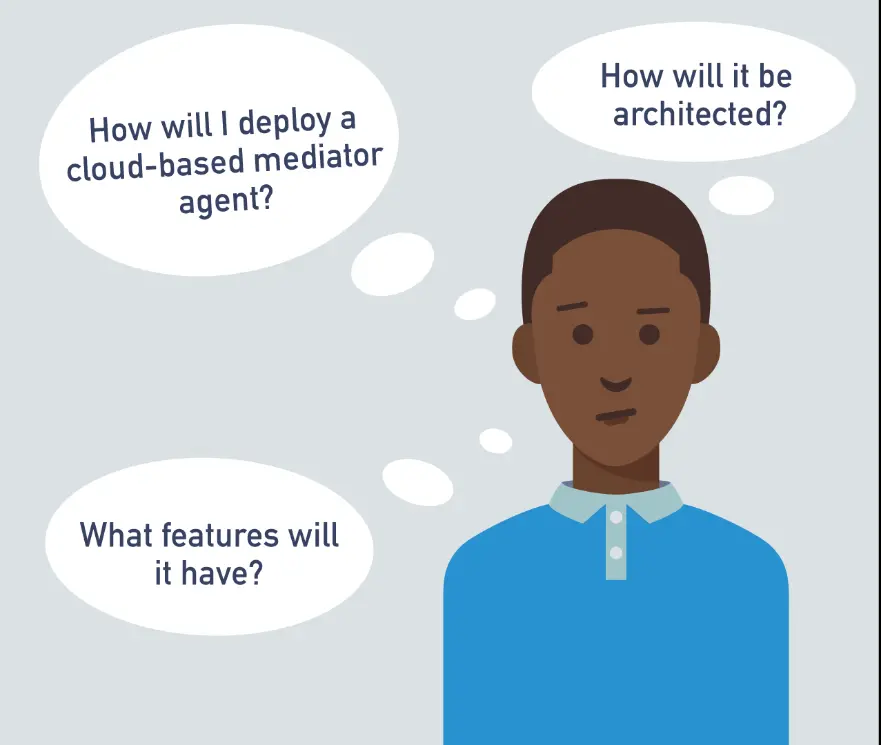 How will I deploy a
cloud-based mediator
agent?
How will it be
architected?
What features will
it have?